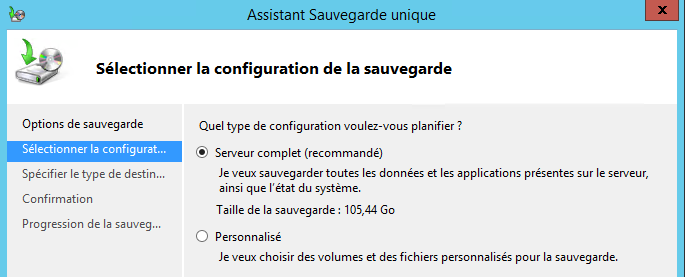 Assistant Sauvegarde unique
x
Sélectionner la configuration de la sauvegarde
Options de sauvegarde
Sélectionner la configurat...
Spécifier le type de destin...
Confirmation
Progression de la sauveg...
Quel type de configuration voulez-vous planifier ?
Serveur complet (recommandé)
Je veux sauvegarder toutes les données et les applications présentes sur le serveur,
ainsi que l'état du système.
Taille de la sauvegarde : 105,44 Go
Personnalisé
Je veux choisir des volumes et des fichiers personnalisés pour la sauvegarde.